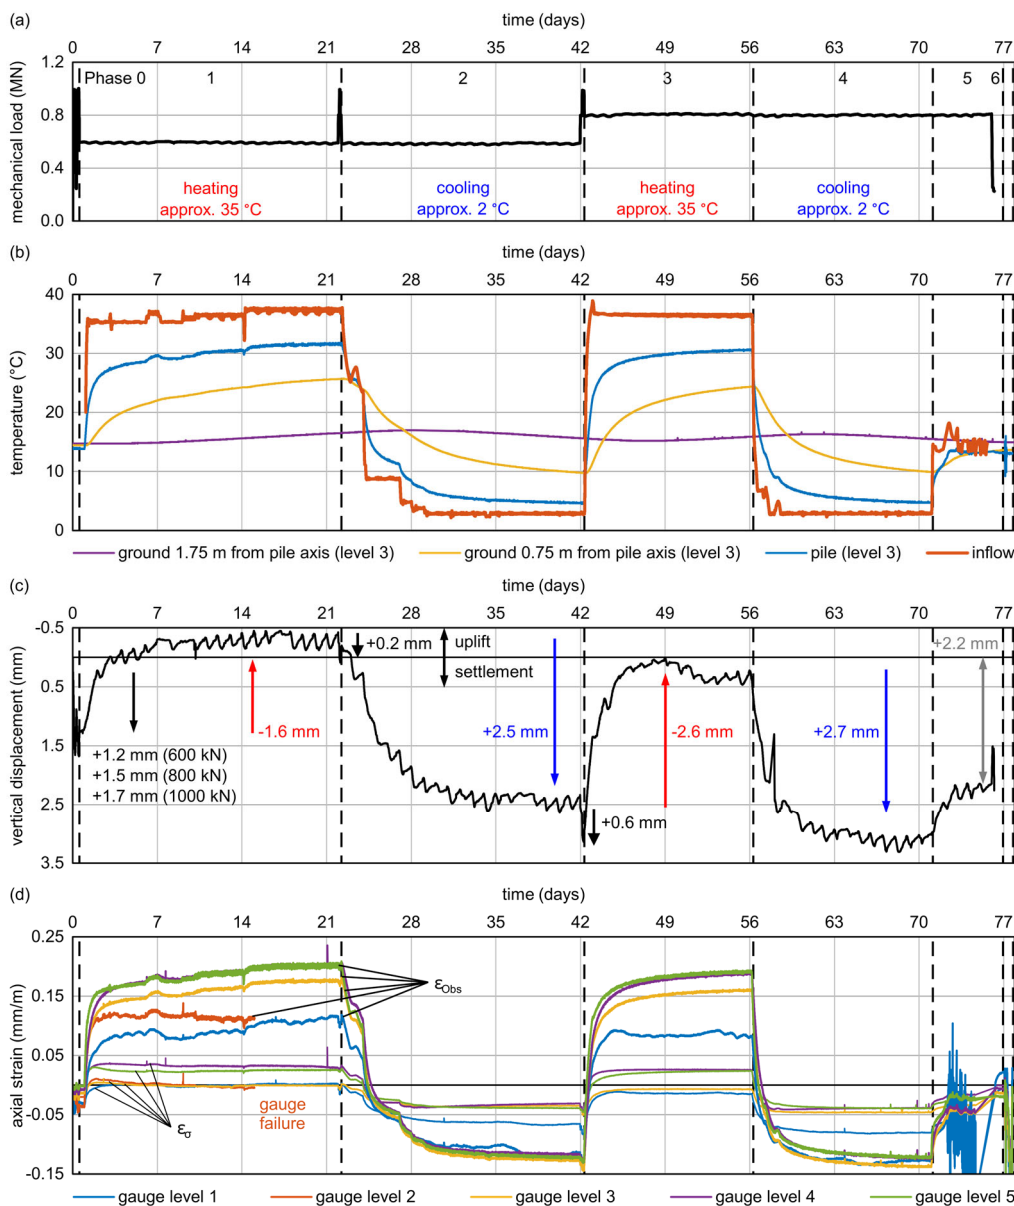 (a)
time (days)
0 7 14 21 28 35 42 49 56 63 70 77
mechanical load (MN)
1.2
0.8
0.4
0.0
Phase 0 1 2 3 4 5 6
heating cooling heating cooling
approx. 35 °C approx. 2 °C approx. 35 °C approx. 2 °C
(b)
time (days)
0 7 14 21 28 35 42 49 56 63 70 77
temperature (°C)
40
30
20
10
0
ground 1.75 m from pile axis (level 3) ground 0.75 m from pile axis (level 3) pile (level 3) inflow
(c)
time (days)
0 7 14 21 28 35 42 49 56 63 70 77
vertical displacement (mm)
-0.5
0.5
1.5
2.5
3.5
+0.2 mm
uplift
settlement
+2.2 mm
-1.6 mm
+2.5 mm
-2.6 mm
+2.7 mm
+1.2 mm (600 kN)
+1.5 mm (800 kN)
+1.7 mm (1000 kN)
+0.6 mm
(d)
time (days)
0 7 14 21 28 35 42 49 56 63 70 77
axial strain (mm/m)
0.25
0.15
0.05
-0.05
-0.15
εObs
εσ
gauge
failure
gauge level 1 gauge level 2 gauge level 3 gauge level 4 gauge level 5